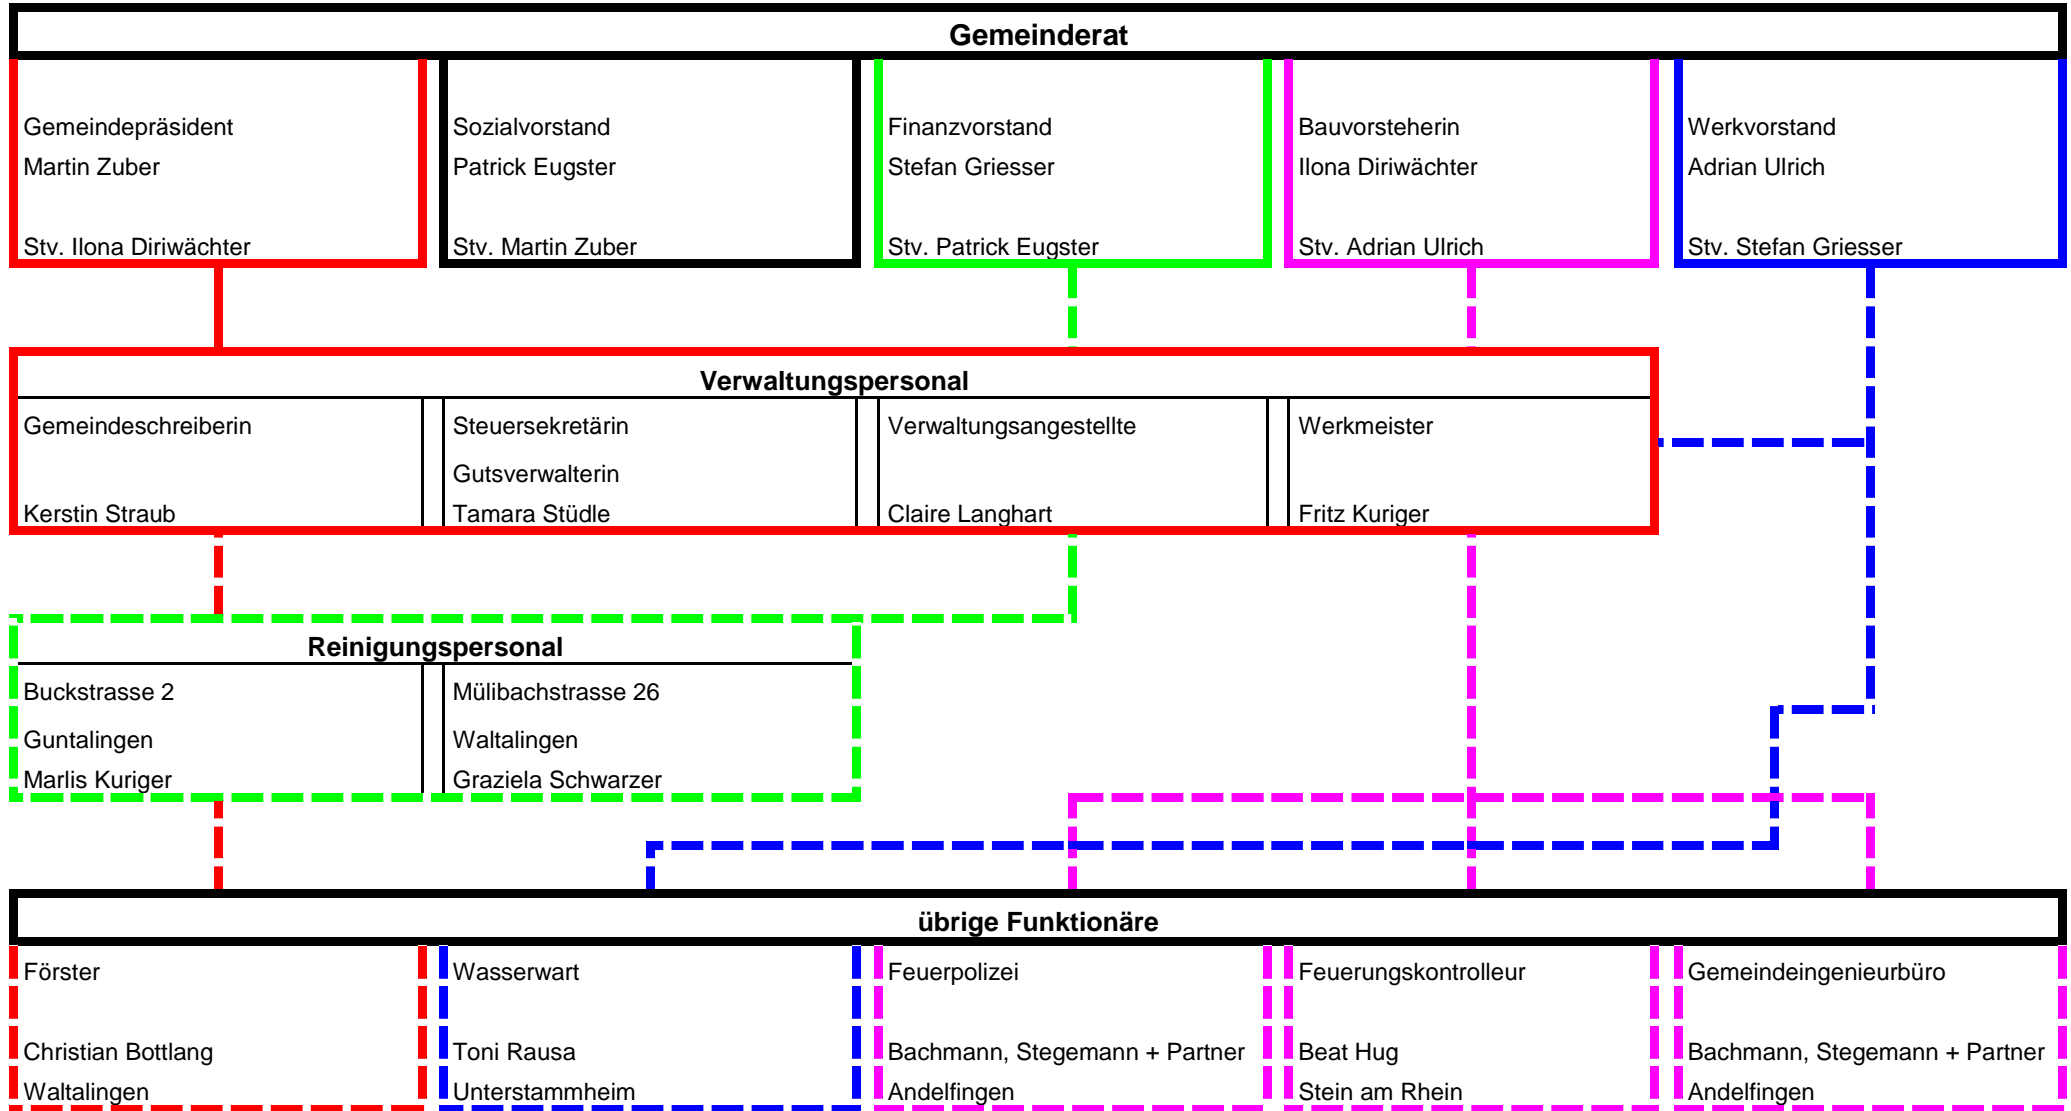 Gemeinderat
Gemeindepräsident
Martin Zuber
Stv. Ilona Diriwächter
Sozialvorstand
Patrick Eugster
Stv. Martin Zuber
Finanzvorstand
Stefan Griesser
Stv. Patrick Eugster
Bauvorsteherin
Ilona Diriwächter
Stv. Adrian Ulrich
Werkvorstand
Adrian Ulrich
Stv. Stefan Griesser
Verwaltungspersonal
Gemeindeschreiberin
Kerstin Straub
Steuersekretärin
Gutsverwalterin
Tamara Stüdle
Verwaltungsangestellte
Claire Langhart
Werkmeister
Fritz Kuriger
Reinigungspersonal
Buckstrasse 2
Guntalingen
Marlis Kuriger
Mülibachstrasse 26
Waltalingen
Graziela Schwarzer
übrige Funktionäre
Förster
Christian Bottlang
Waltalingen
Wasserwart
Toni Rausa
Unterstammheim
Feuerpolizei
Bachmann, Stegemann + Partner
Andelfingen
Feuerungskontrolleur
Beat Hug
Stein am Rhein
Gemeindeingenieurbüro
Bachmann, Stegemann + Partner
Andelfingen